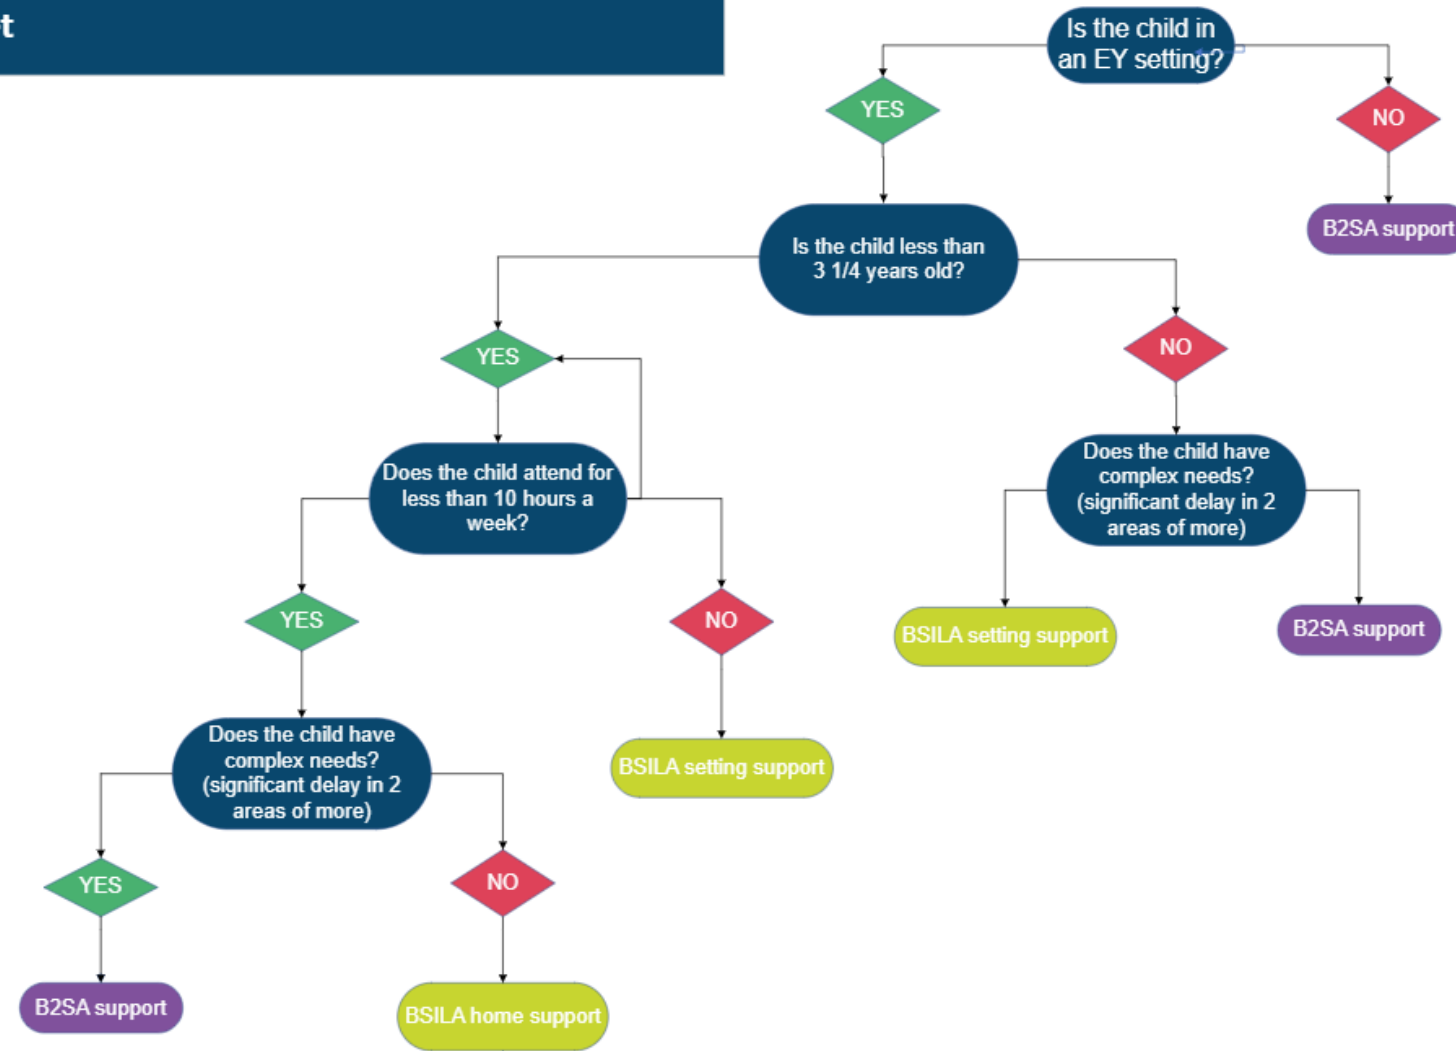 Is the child in
an EY setting?
YES
NO
B2SA support
Is the child less than
3 1/4 years old?
YES
NO
Does the child attend for
less than 10 hours a
week?
Does the child have
complex needs?
(significant delay in 2
areas of more)
YES
NO
BSILA setting support
B2SA support
Does the child have
complex needs?
(significant delay in 2
areas of more)
BSILA setting support
YES
NO
B2SA support
BSILA home support